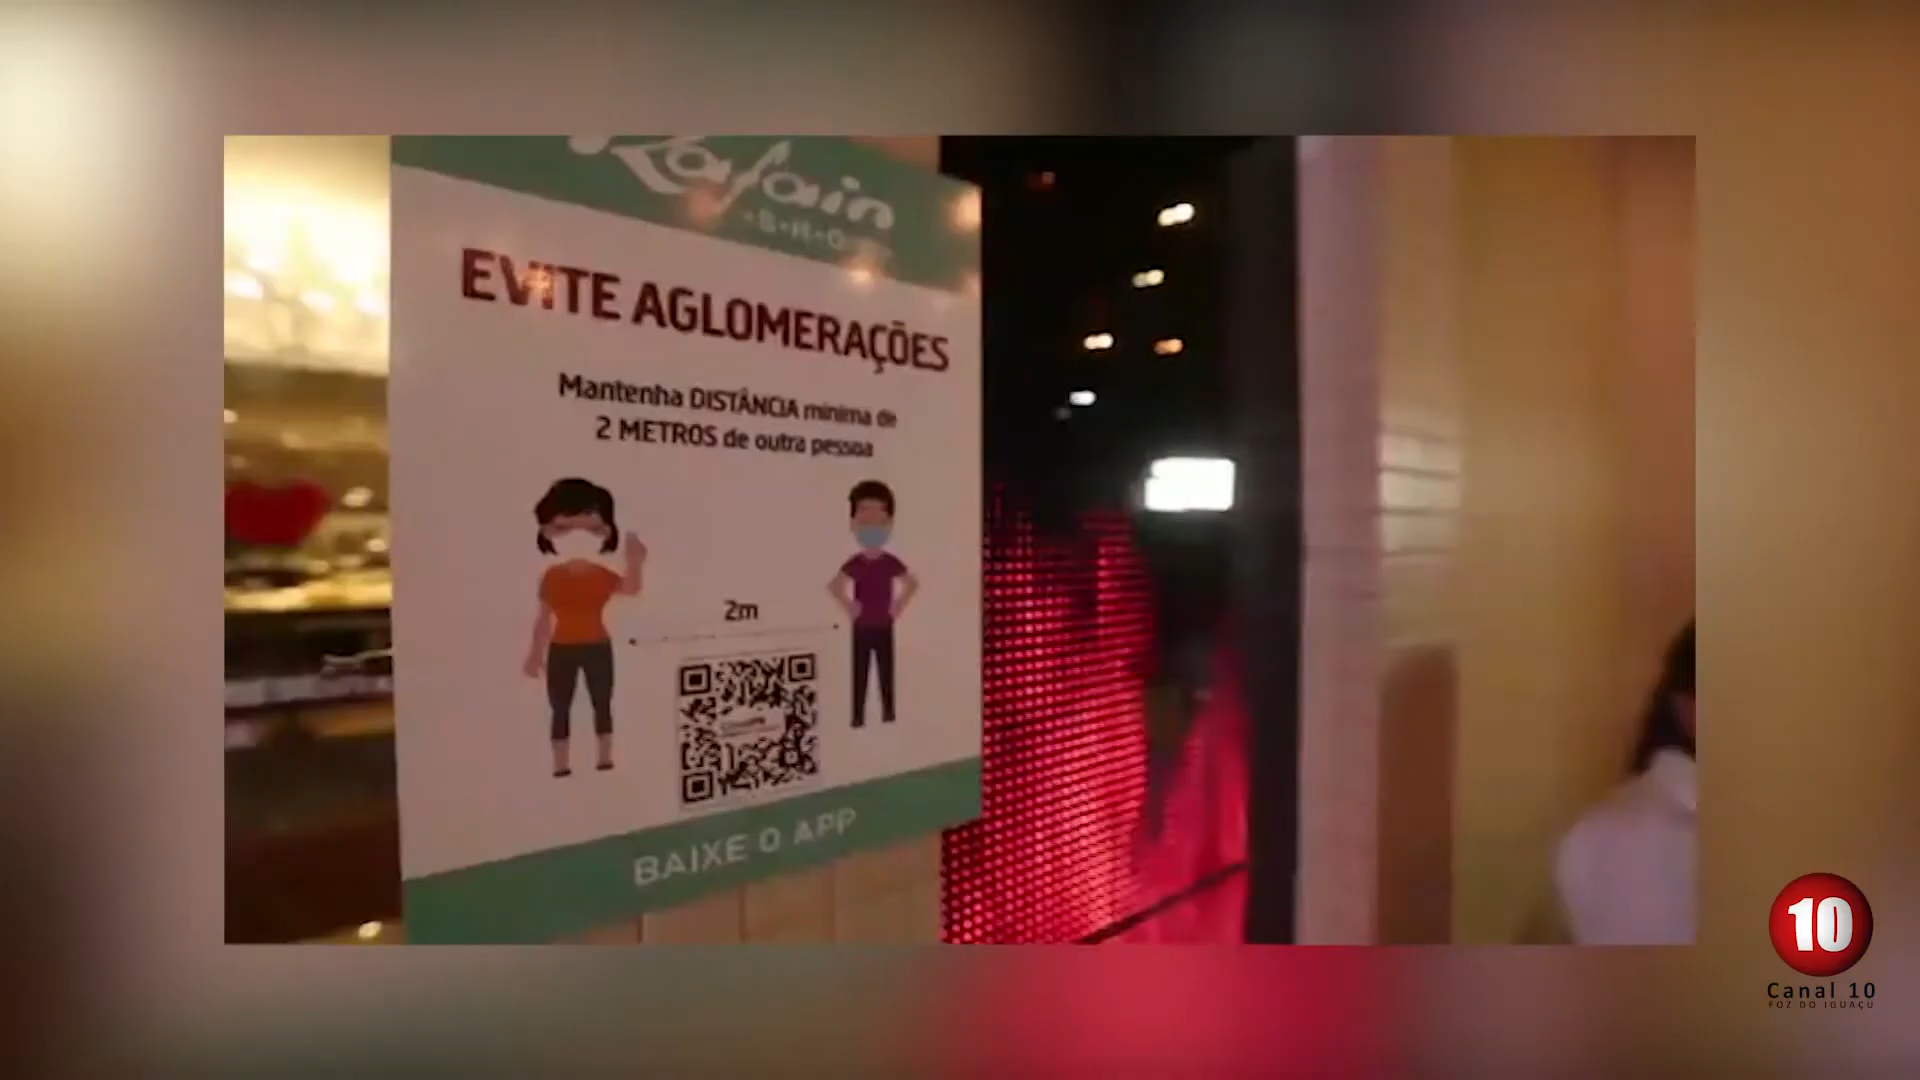 Rafain
EVITE AGLOMERAÇÕES
Mantenha DISTÂNCIA mínima de
2 METROS de outra pessoa
2m
BAIXE O APP
10
Canal 10
FOZ DO IGUAÇU